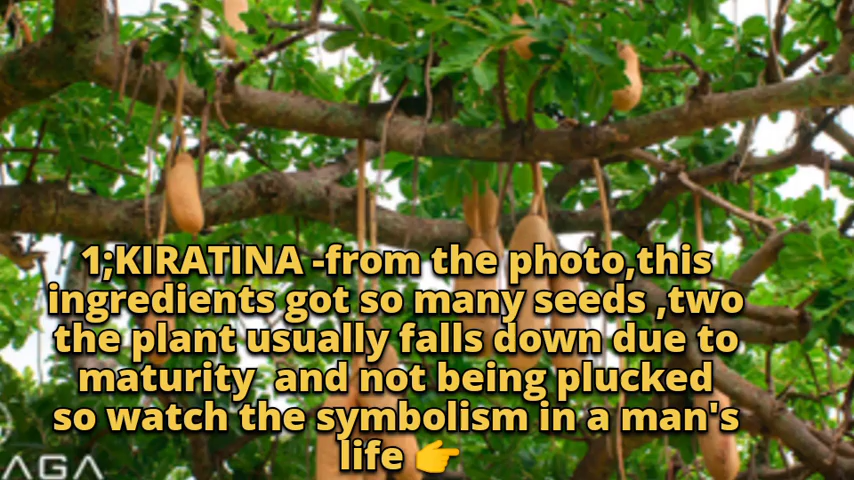 1;KIRATINA -from the photo,this
ingredients got so many seeds ,two
the plant usually falls down due to
maturity  and not being plucked
so watch the symbolism in a man's
life 👉
AGA